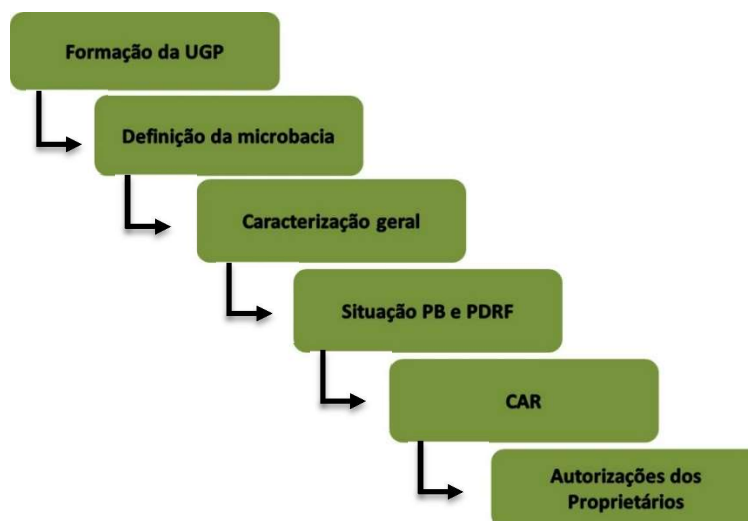 Formação da UGP
Definição da microbacia
Caracterização geral
Situação PB e PDRF
CAR
Autorizações dos
Proprietários